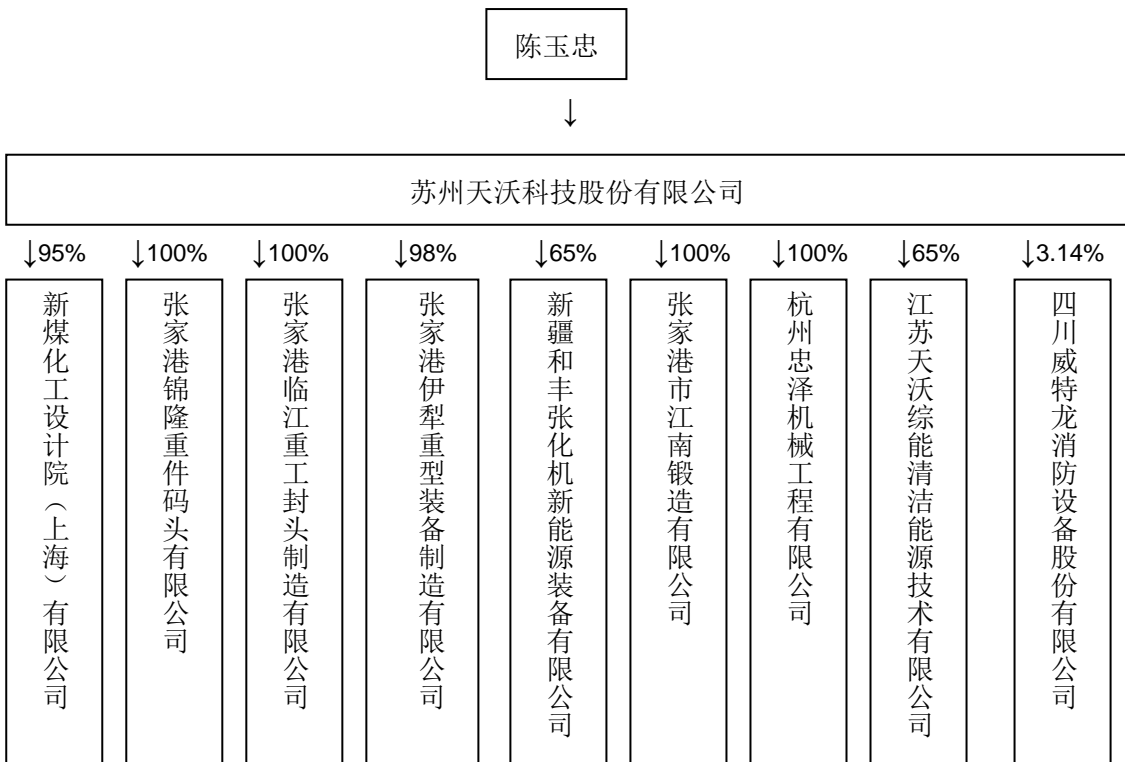 陈玉忠
↓
苏州天沃科技股份有限公司
↓95% ↓100% ↓100% ↓98% ↓65% ↓100% ↓100% ↓65% ↓3.14%
新煤化工设计院（上海）有限公司
张家港锦隆重件码头有限公司
张家港临江重工封头制造有限公司
张家港伊犁重型装备制造有限公司
新疆和丰张化机新能源装备有限公司
张家港市江南锻造有限公司
杭州忠泽机械工程有限公司
江苏天沃综能清洁能源技术有限公司
四川威特龙消防设备股份有限公司